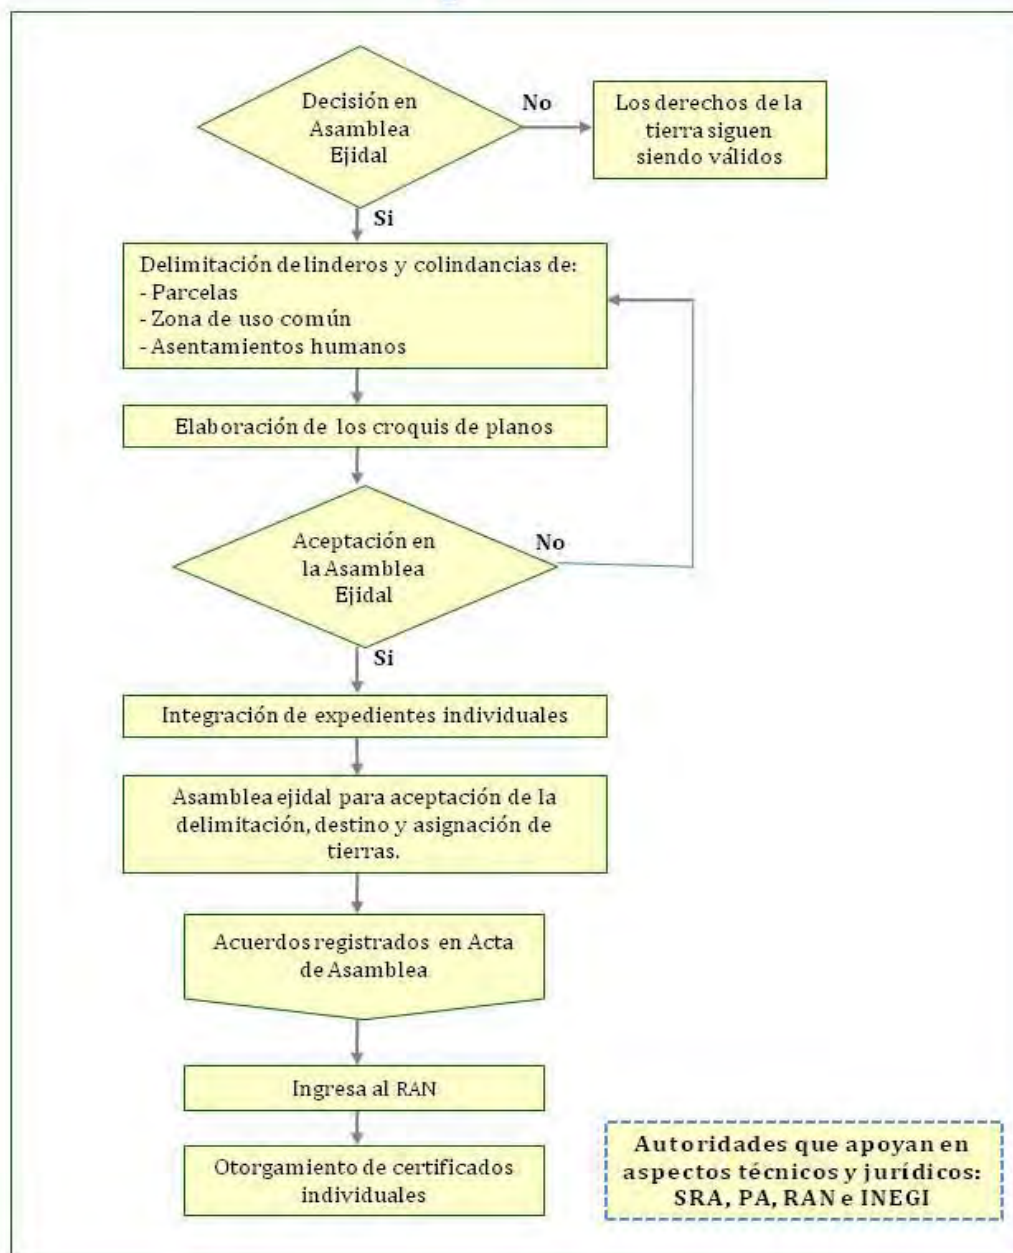 Decisión en
Asamblea
Ejidal
No
Los derechos de la
tierra siguen
siendo válidos
Si
Delimitación de linderos y colindancias de:
- Parcelas
- Zona de uso común
- Asentamientos humanos
Elaboración de los croquis de planos
Aceptación en
la Asamblea
Ejidal
No
Si
Integración de expedientes individuales
Asamblea ejidal para aceptación de la
delimitación, destino y asignación de
tierras.
Acuerdos registrados en Acta
de Asamblea
Ingresa al RAN
Otorgamiento de certificados
individuales
Autoridades que apoyan en
aspectos técnicos y jurídicos:
SRA, PA, RAN e INEGI